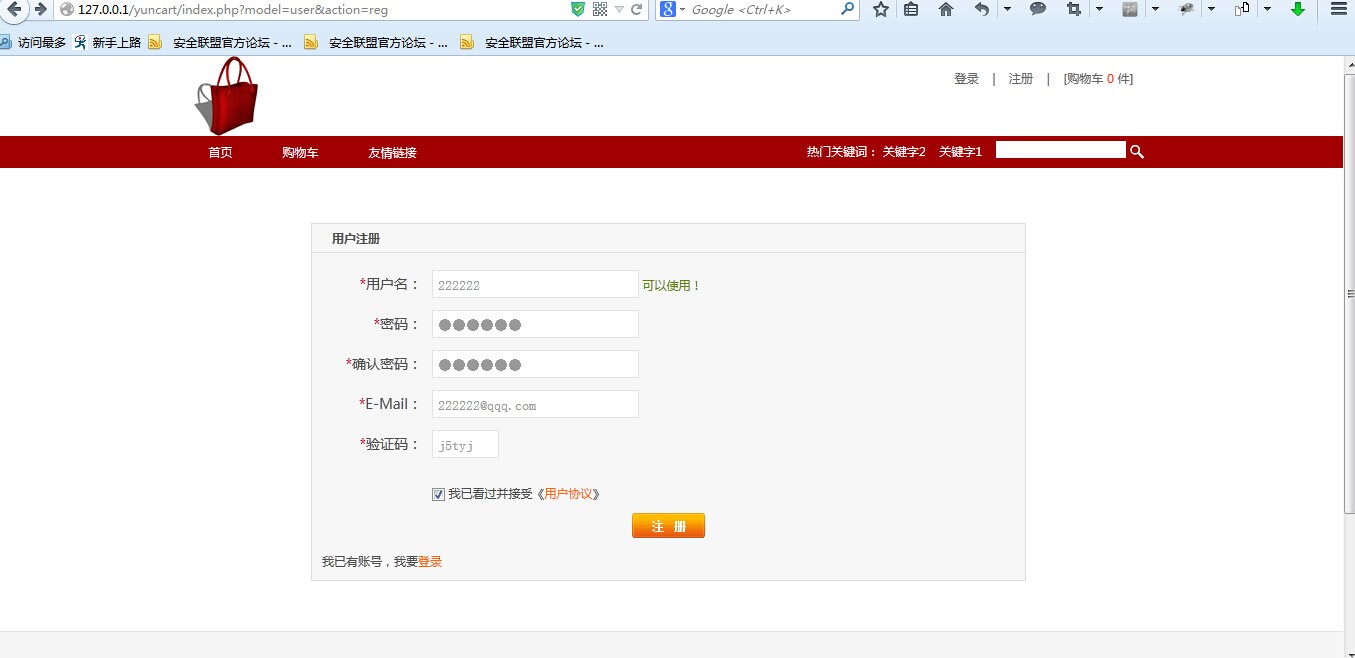 127.0.0.1/yuncart/index.php?model=user&action=reg
Google <Ctrl+K>
访问最多 新手上路 安全联盟官方论坛 - ... 安全联盟官方论坛 - ... 安全联盟官方论坛 - ...
登录 | 注册 | [购物车 0 件]
首页 购物车 友情链接 热门关键词： 关键字2 关键字1
用户注册
*用户名： 222222 可以使用！
*密码： ●●●●●●
*确认密码： ●●●●●●
*E-Mail： 222222@qqq.com
*验证码： j5tyj
我已看过并接受《用户协议》
注 册
我已有账号，我要登录